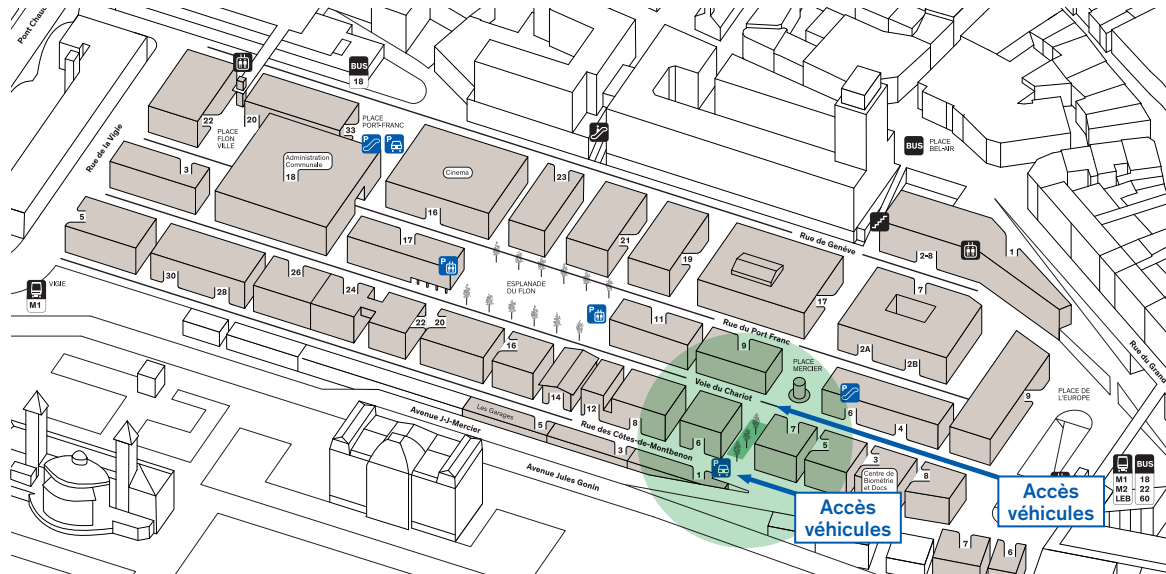 Pont Chaud
BUS
18
22
20
PLACE
FLON
VILLE
33
PLACE
PORT-FRANC
P
P
Rue de la Vigie
3
Administration
Communale
18
Cinema
16
23
BUS
PLACE
BEL-AIR
5
17
P
21
19
Rue de Genève
2-8
1
VIGIE
M1
30
28
26
24
22
20
ESPLANADE
DU FLON
P
11
17
7
Rue du Port Franc
2A
2B
Rue du Grand
16
14
12
8
9
PLACE
MERCIER
Voie du Chariot
P
6
4
9
PLACE DE
L'EUROPE
Les Garages
5
Avenue J-J-Mercier
Rue des Côtes-de-Montbenon
3
6
7
5
1
P
3
Centre de
Biométrie
et Docs
8
Avenue Jules Gonin
Accès
véhicules
Accès
véhicules
BUS
M1 18
M2 - 22
LEB 60
7
6